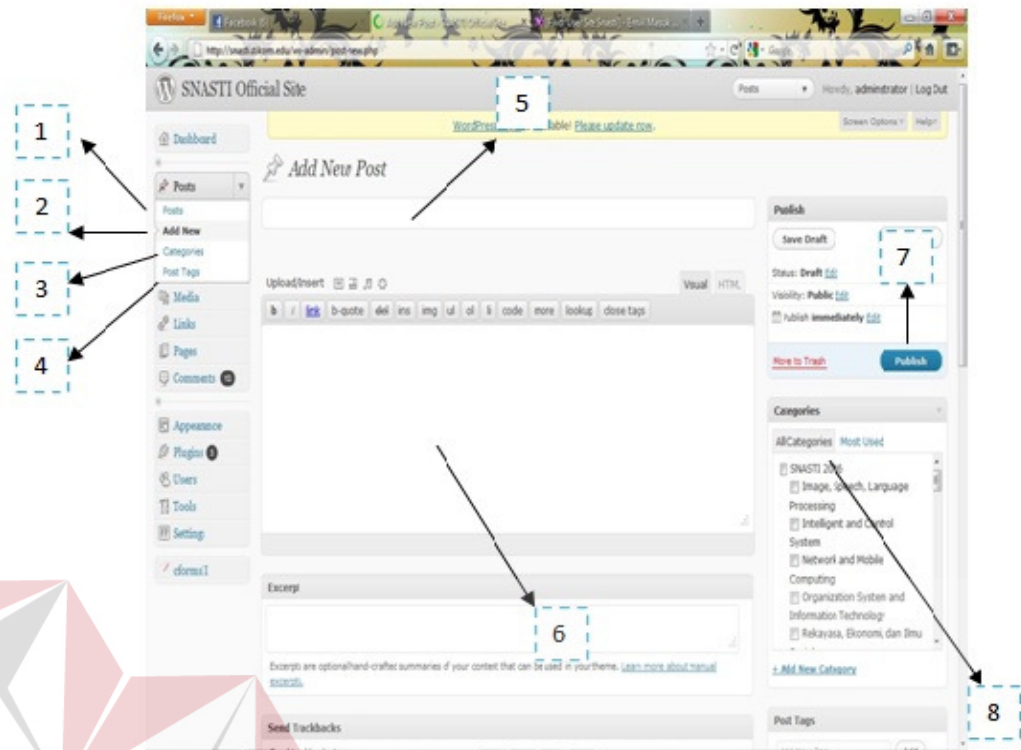 Firefox
Facebook
http://snasti.stikom.edu/wp-admin/post-new.php
Google
SNASTI Official Site
Posts
Howdy, admindtrator | Log Out
5
1
2
3
4
Dashboard
Posts
Posts
Add New
Categories
Post Tags
Media
Links
Pages
Comments
Appearance
Plugins
Users
Tools
Setting
cformsI
WordPress able! Please update now.
Screen Options
Help
Add New Post
Upload/Insert
Visual HTML
b i link b-quote del ins img ul ol li code more lookup close tags
6
Excerpt
Excerpts are optional hand-crafted summaries of your content that can be used in your theme. Learn more about manual
excerpts.
Send Trackbacks
Publish
Save Draft
7
Status: Draft Edit
Visibility: Public Edit
Publish immediately Edit
Move to Trash
Publish
Categories
All Categories Most Used
SNASTI
Image, Speech, Language
Processing
Intelligent and Control
System
Network and Mobile
Computing
Organization System and
Information Technology
Rekayasa, Ekonomi, dan Ilmu
+ Add New Category
8
Post Tags